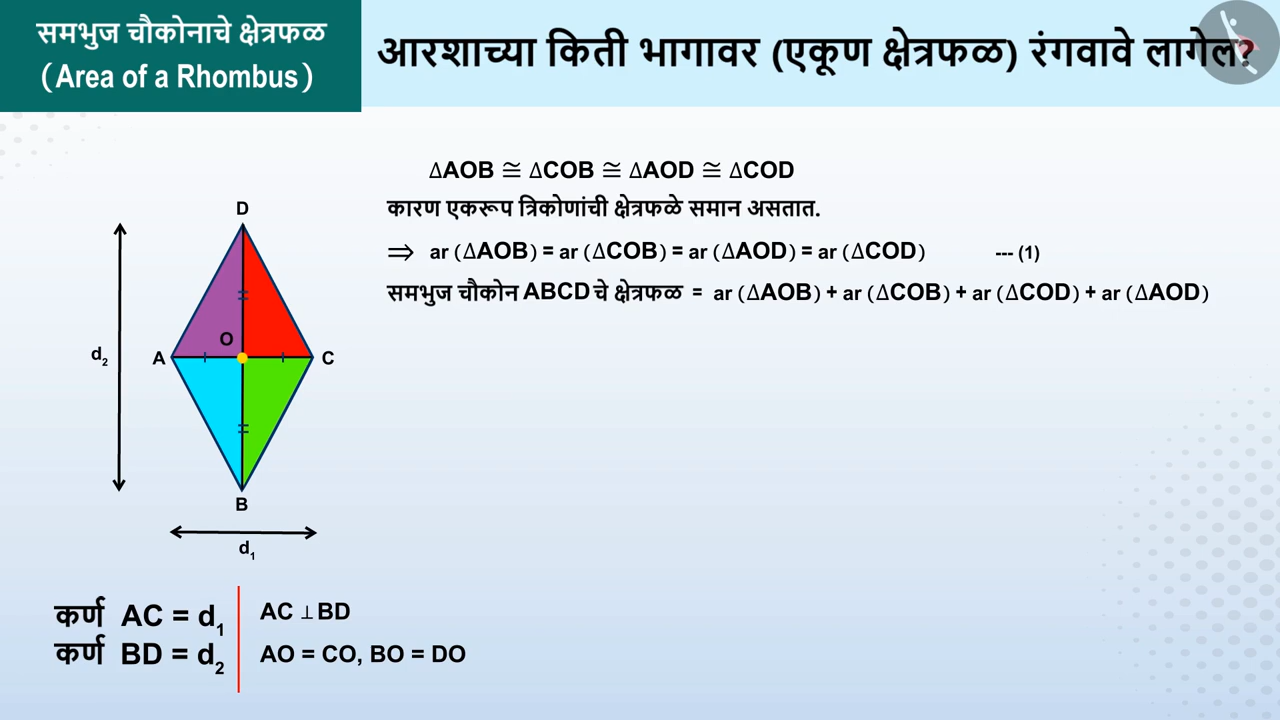 समभुज चौकोनाचे क्षेत्रफळ
(Area of a Rhombus)
आरशाच्या किती भागावर (एकूण क्षेत्रफळ) रंगवावे लागेल?
ΔAOB ≅ ΔCOB ≅ ΔAOD ≅ ΔCOD
कारण एकरूप त्रिकोणांची क्षेत्रफळे समान असतात.
⇒ ar (ΔAOB) = ar (ΔCOB) = ar (ΔAOD) = ar (ΔCOD) --- (1)
समभुज चौकोन ABCD चे क्षेत्रफळ = ar (ΔAOB) + ar (ΔCOB) + ar (ΔCOD) + ar (ΔAOD)
D
O
d₂
A
C
B
d₁
कर्ण AC = d₁
कर्ण BD = d₂
AC ⊥ BD
AO = CO, BO = DO